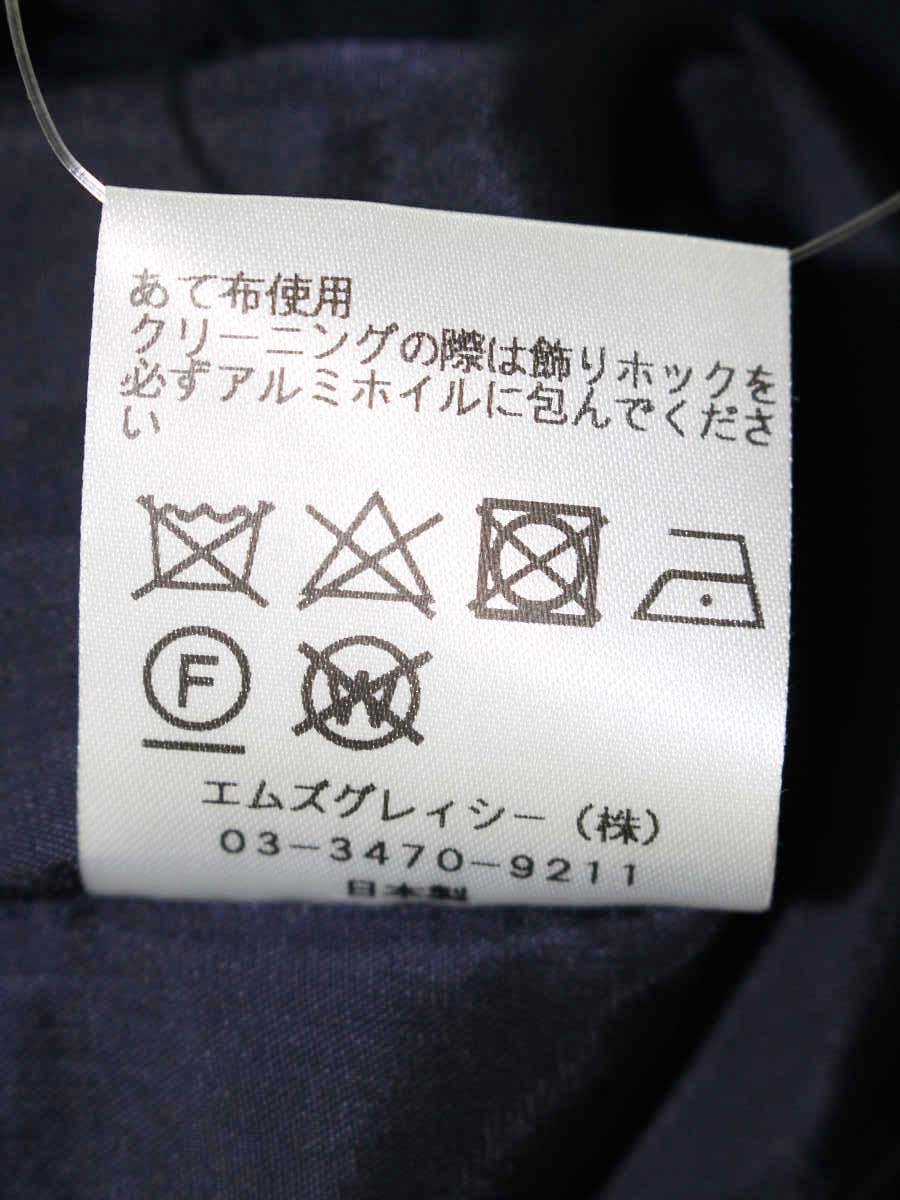 あて布使用
クリーニングの際は飾りホックを
必ずアルミホイルに包んでくださ
い
F
W
エムズグレイシー（株）
03-3470-9211
日本製